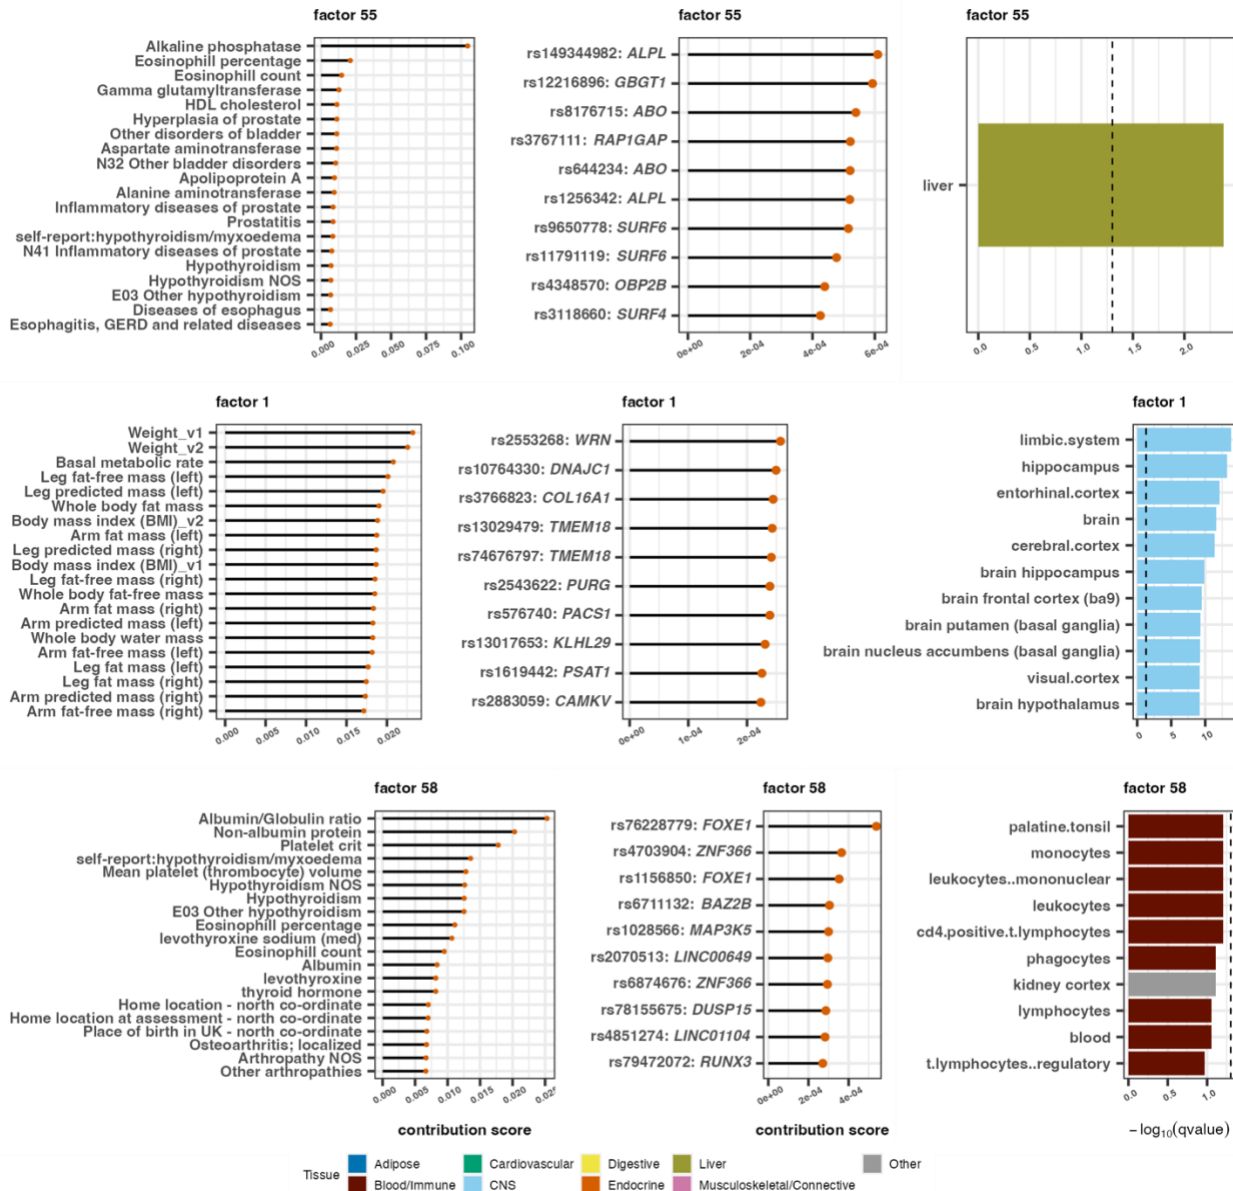 factor 55
Alkaline phosphatase
Eosinophill percentage
Eosinophill count
Gamma glutamyltransferase
HDL cholesterol
Hyperplasia of prostate
Other disorders of bladder
Aspartate aminotransferase
N32 Other bladder disorders
Apolipoprotein A
Alanine aminotransferase
Inflammatory diseases of prostate
Prostatitis
self-report:hypothyroidism/myxoedema
N41 Inflammatory diseases of prostate
Hypothyroidism
Hypothyroidism NOS
E03 Other hypothyroidism
Diseases of esophagus
Esophagitis, GERD and related diseases
0.000 0.025 0.050 0.075 0.100
factor 55
rs149344982: ALPL
rs12216896: GBGT1
rs8176715: ABO
rs3767111: RAP1GAP
rs644234: ABO
rs1256342: ALPL
rs9650778: SURF6
rs11791119: SURF6
rs4348570: OBP2B
rs3118660: SURF4
0e+00 2e-04 4e-04 6e-04
factor 55
liver
0.0 0.5 1.0 1.5 2.0
factor 1
Weight_v1
Weight_v2
Basal metabolic rate
Leg fat-free mass (left)
Leg predicted mass (left)
Whole body fat mass
Body mass index (BMI)_v2
Arm fat mass (left)
Leg predicted mass (right)
Body mass index (BMI)_v1
Leg fat-free mass (right)
Whole body fat-free mass
Arm fat mass (right)
Arm predicted mass (left)
Whole body water mass
Arm fat-free mass (left)
Leg fat mass (left)
Leg fat mass (right)
Arm predicted mass (right)
Arm fat-free mass (right)
0.000 0.005 0.010 0.015 0.020
factor 1
rs2553268: WRN
rs10764330: DNAJC1
rs3766823: COL16A1
rs13029479: TMEM18
rs74676797: TMEM18
rs2543622: PURG
rs576740: PACS1
rs13017653: KLHL29
rs1619442: PSAT1
rs2883059: CAMKV
0e+00 1e-04 2e-04
factor 1
limbic.system
hippocampus
entorhinal.cortex
brain
cerebral.cortex
brain hippocampus
brain frontal cortex (ba9)
brain putamen (basal ganglia)
brain nucleus accumbens (basal ganglia)
visual.cortex
brain hypothalamus
0 5 10
factor 58
Albumin/Globulin ratio
Non-albumin protein
Platelet crit
self-report:hypothyroidism/myxoedema
Mean platelet (thrombocyte) volume
Hypothyroidism NOS
Hypothyroidism
E03 Other hypothyroidism
Eosinophill percentage
levothyroxine sodium (med)
Eosinophill count
Albumin
levothyroxine
thyroid hormone
Home location - north co-ordinate
Home location at assessment - north co-ordinate
Place of birth in UK - north co-ordinate
Osteoarthritis; localized
Arthropathy NOS
Other arthropathies
0.000 0.005 0.010 0.015 0.020
contribution score
factor 58
rs76228779: FOXE1
rs4703904: ZNF366
rs1156850: FOXE1
rs6711132: BAZ2B
rs1028566: MAP3K5
rs2070513: LINC00649
rs6874676: ZNF366
rs78155675: DUSP15
rs4851274: LINC01104
rs79472072: RUNX3
0e+00 2e-04 4e-04
contribution score
factor 58
palatine.tonsil
monocytes
leukocytes..mononuclear
leukocytes
cd4.positive.t.lymphocytes
phagocytes
kidney cortex
lymphocytes
blood
t.lymphocytes..regulatory
0.0 0.5 1.0
− log10(qvalue)
Tissue
Adipose Cardiovascular Digestive Liver Other
Blood/Immune CNS Endocrine Musculoskeletal/Connective